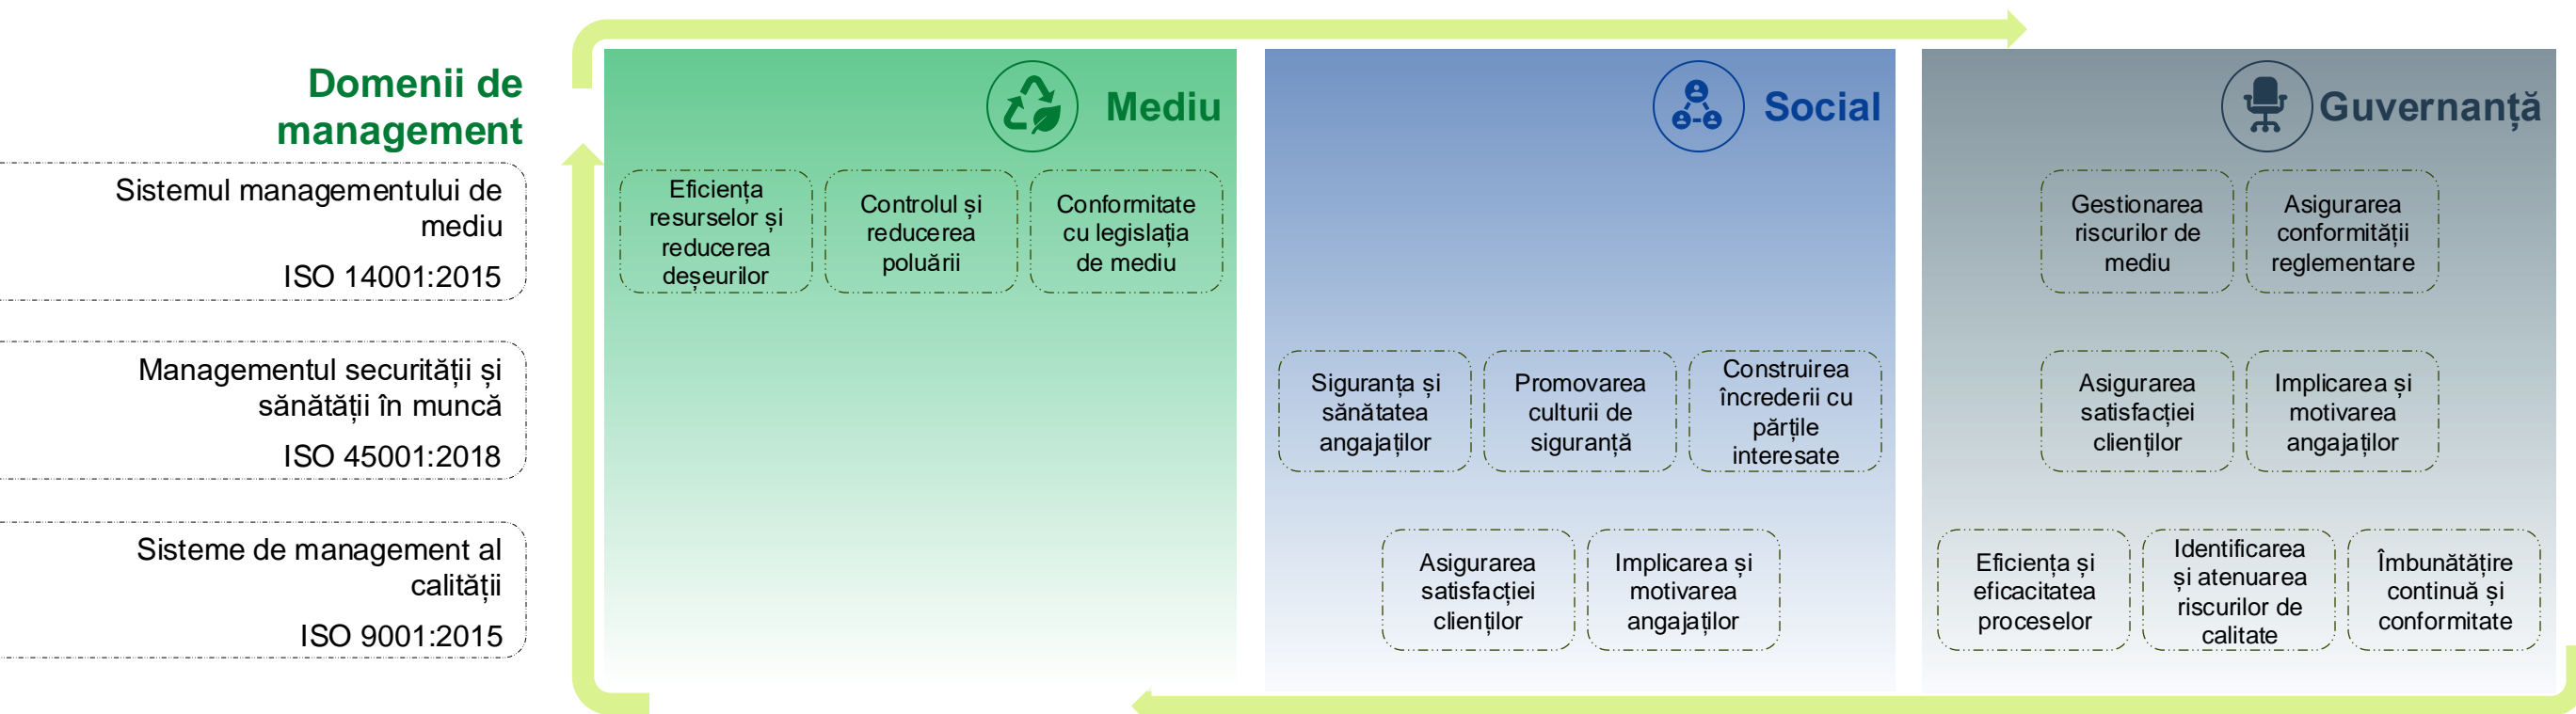 Domenii de
management
Mediu
Social
Guvernanță
Sistemul managementului de
mediu
ISO 14001:2015
Eficiența
resurselor și
reducerea
deșeurilor
Controlul și
reducerea
poluării
Conformitate
cu legislația
de mediu
Gestionarea
riscurilor de
mediu
Asigurarea
conformității
reglementare
Managementul securității și
sănătății în muncă
ISO 45001:2018
Siguranța și
sănătatea
angajaților
Promovarea
culturii de
siguranță
Construirea
încrederii cu
părțile
interesate
Asigurarea
satisfacției
clienților
Implicarea și
motivarea
angajaților
Sisteme de management al
calității
ISO 9001:2015
Asigurarea
satisfacției
clienților
Implicarea și
motivarea
angajaților
Eficiența și
eficacitatea
proceselor
Identificarea
și atenuarea
riscurilor de
calitate
Îmbunătățire
continuă și
conformitate